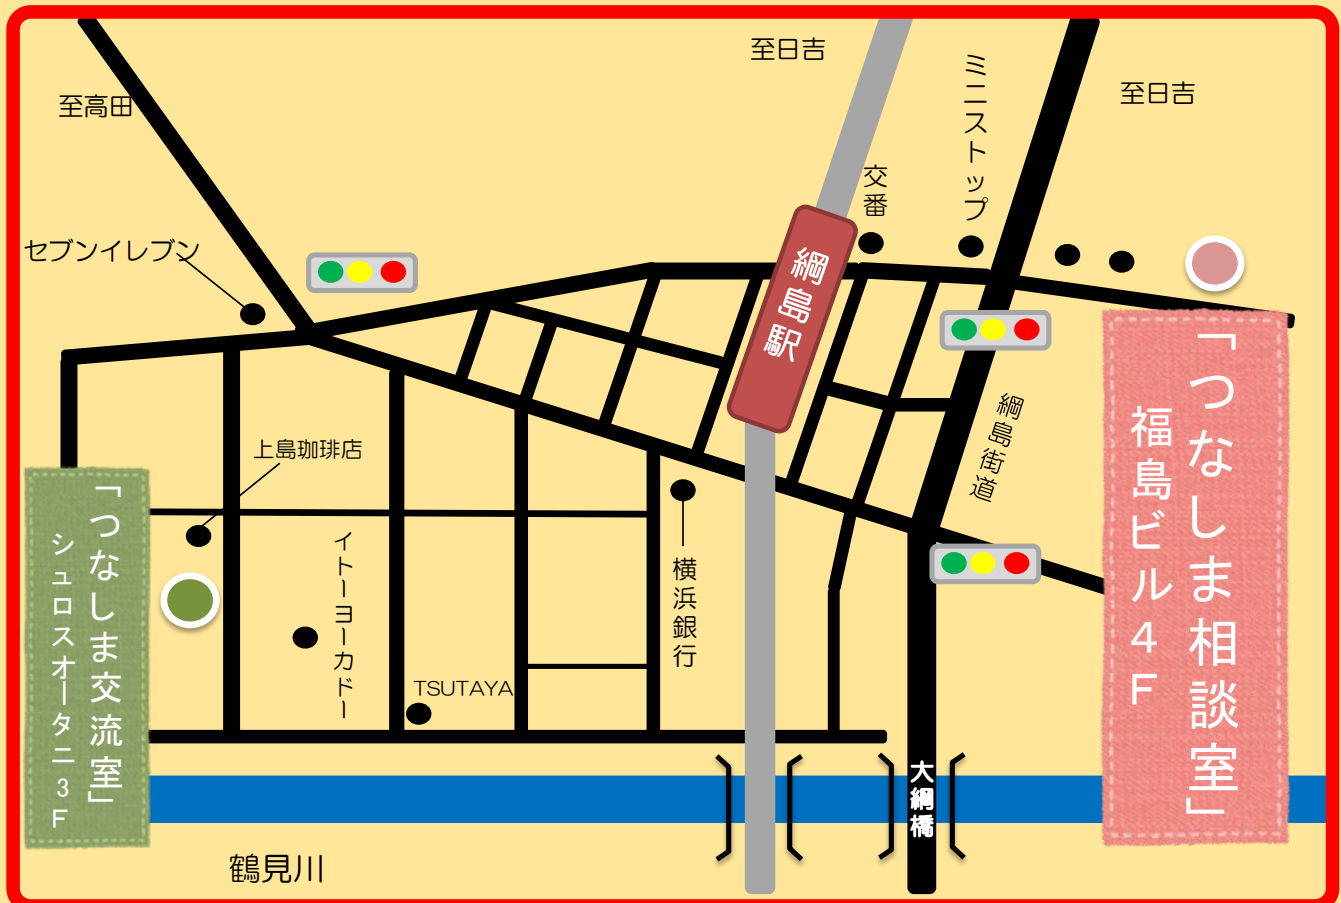 至日吉
至日吉
至高田
ミニストップ
交番
セブンイレブン
綱島駅
綱島街道
上島珈琲店
横浜銀行
イトーヨーカドー
TSUTAYA
「つなしま相談室」
福島ビル4F
「つなしま交流室」
シュロスオータニ3F
大綱橋
鶴見川